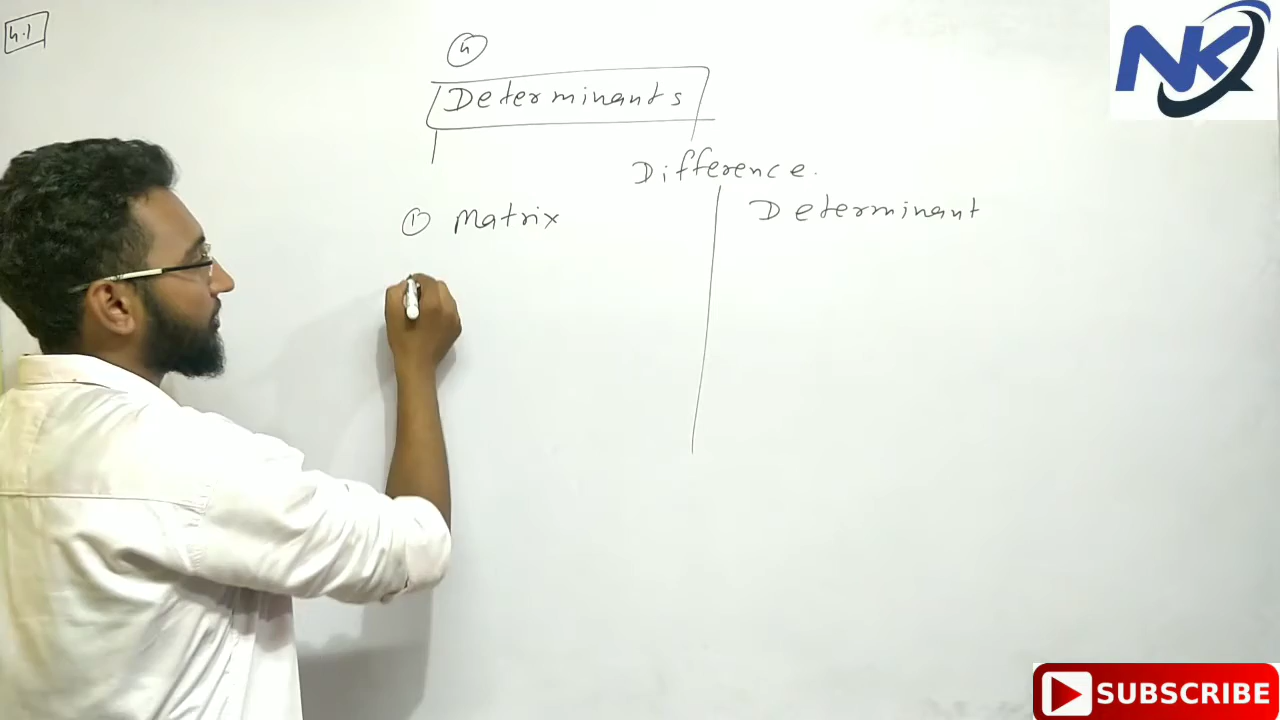 4.1
4
Determinants
Difference.
① Matrix
Determinant
NK
SUBSCRIBE